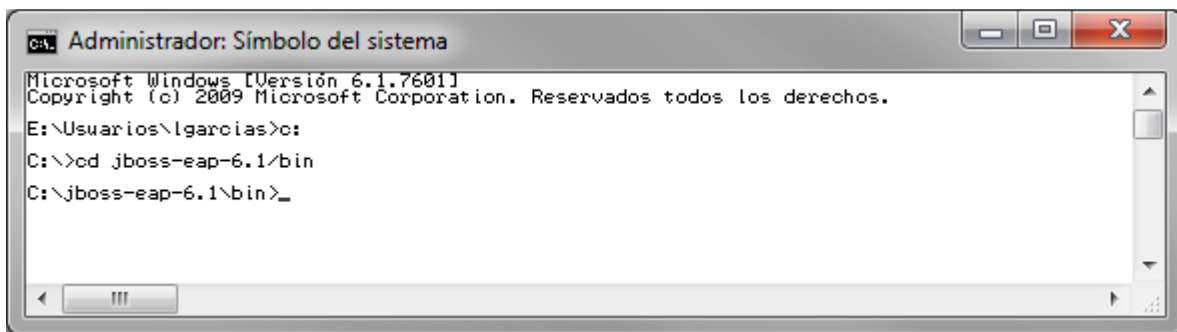 Administrador: Símbolo del sistema
Microsoft Windows [Versión 6.1.7601]
Copyright (c) 2009 Microsoft Corporation. Reservados todos los derechos.
E:\Usuarios\lgarcias>c:
C:\>cd jboss-eap-6.1/bin
C:\jboss-eap-6.1\bin>_